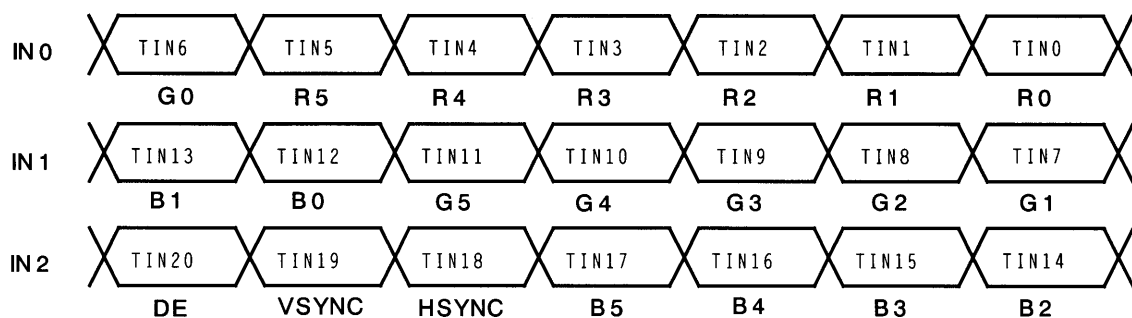 IN 0 TIN6 TIN5 TIN4 TIN3 TIN2 TIN1 TIN0
G0 R5 R4 R3 R2 R1 R0
IN 1 TIN13 TIN12 TIN11 TIN10 TIN9 TIN8 TIN7
B1 B0 G5 G4 G3 G2 G1
IN 2 TIN20 TIN19 TIN18 TIN17 TIN16 TIN15 TIN14
DE VSYNC HSYNC B5 B4 B3 B2